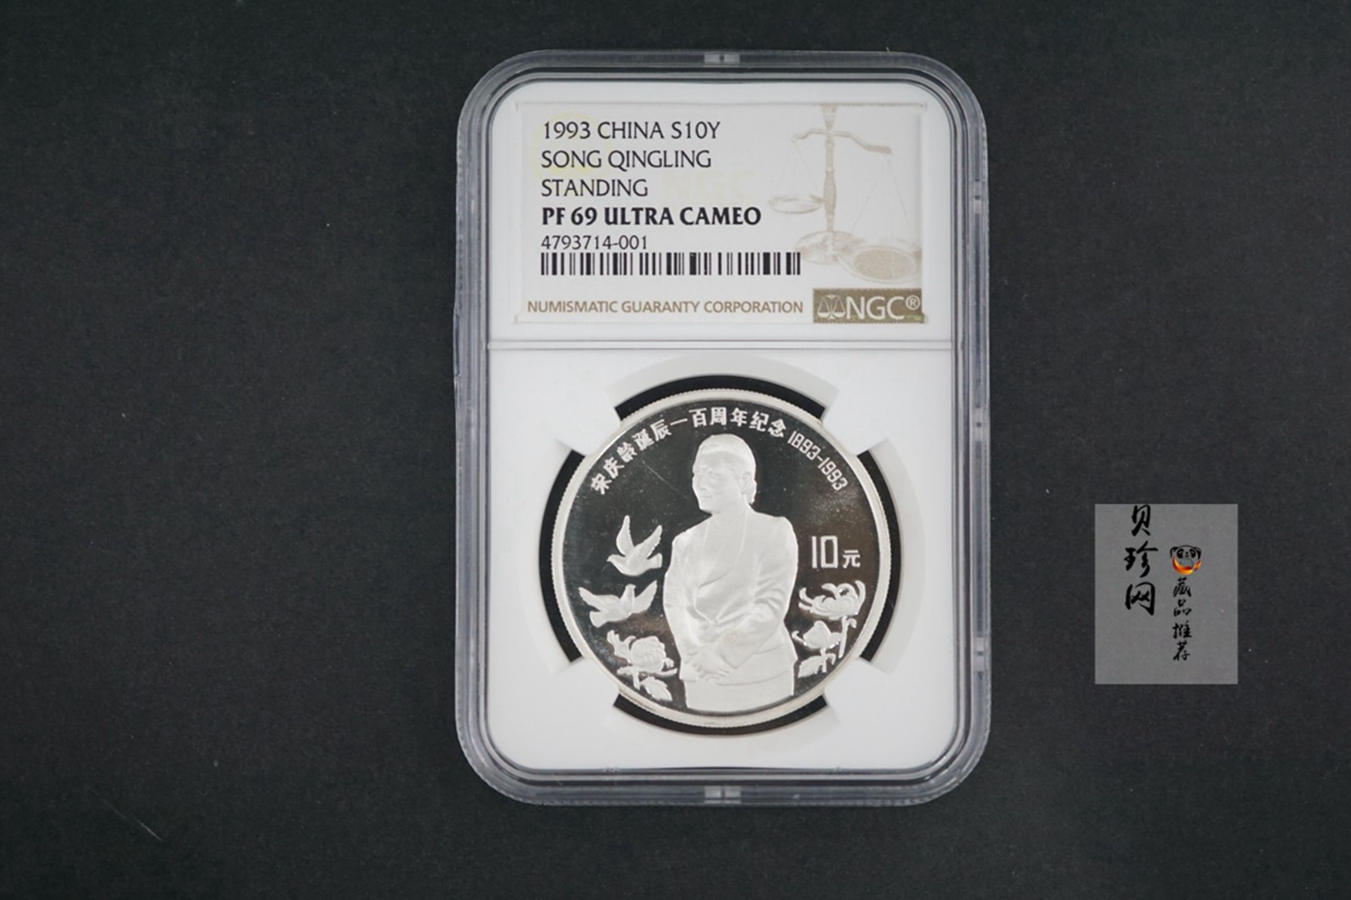 1993 CHINA S10Y
SONG QINGLING
STANDING
PF 69 ULTRA CAMEO
4793714-001
NUMISMATIC GUARANTY CORPORATION
NGC®
NGC
宋庆龄诞辰一百周年纪念 1893-1993
10元
贝珍网
藏品推荐